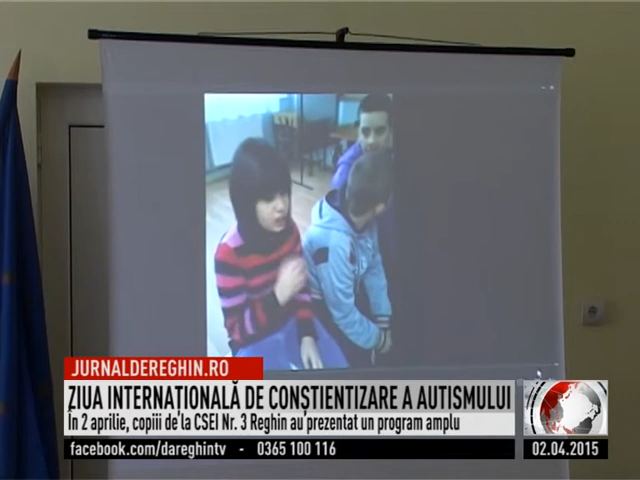 JURNALDEREGHIN.RO
ZIUA INTERNAȚIONALĂ DE CONȘTIENTIZARE A AUTISMULUI
În 2 aprilie, copiii de la CSEI Nr. 3 Reghin au prezentat un program amplu
facebook.com/dareghintv - 0365 100 116
02.04.2015